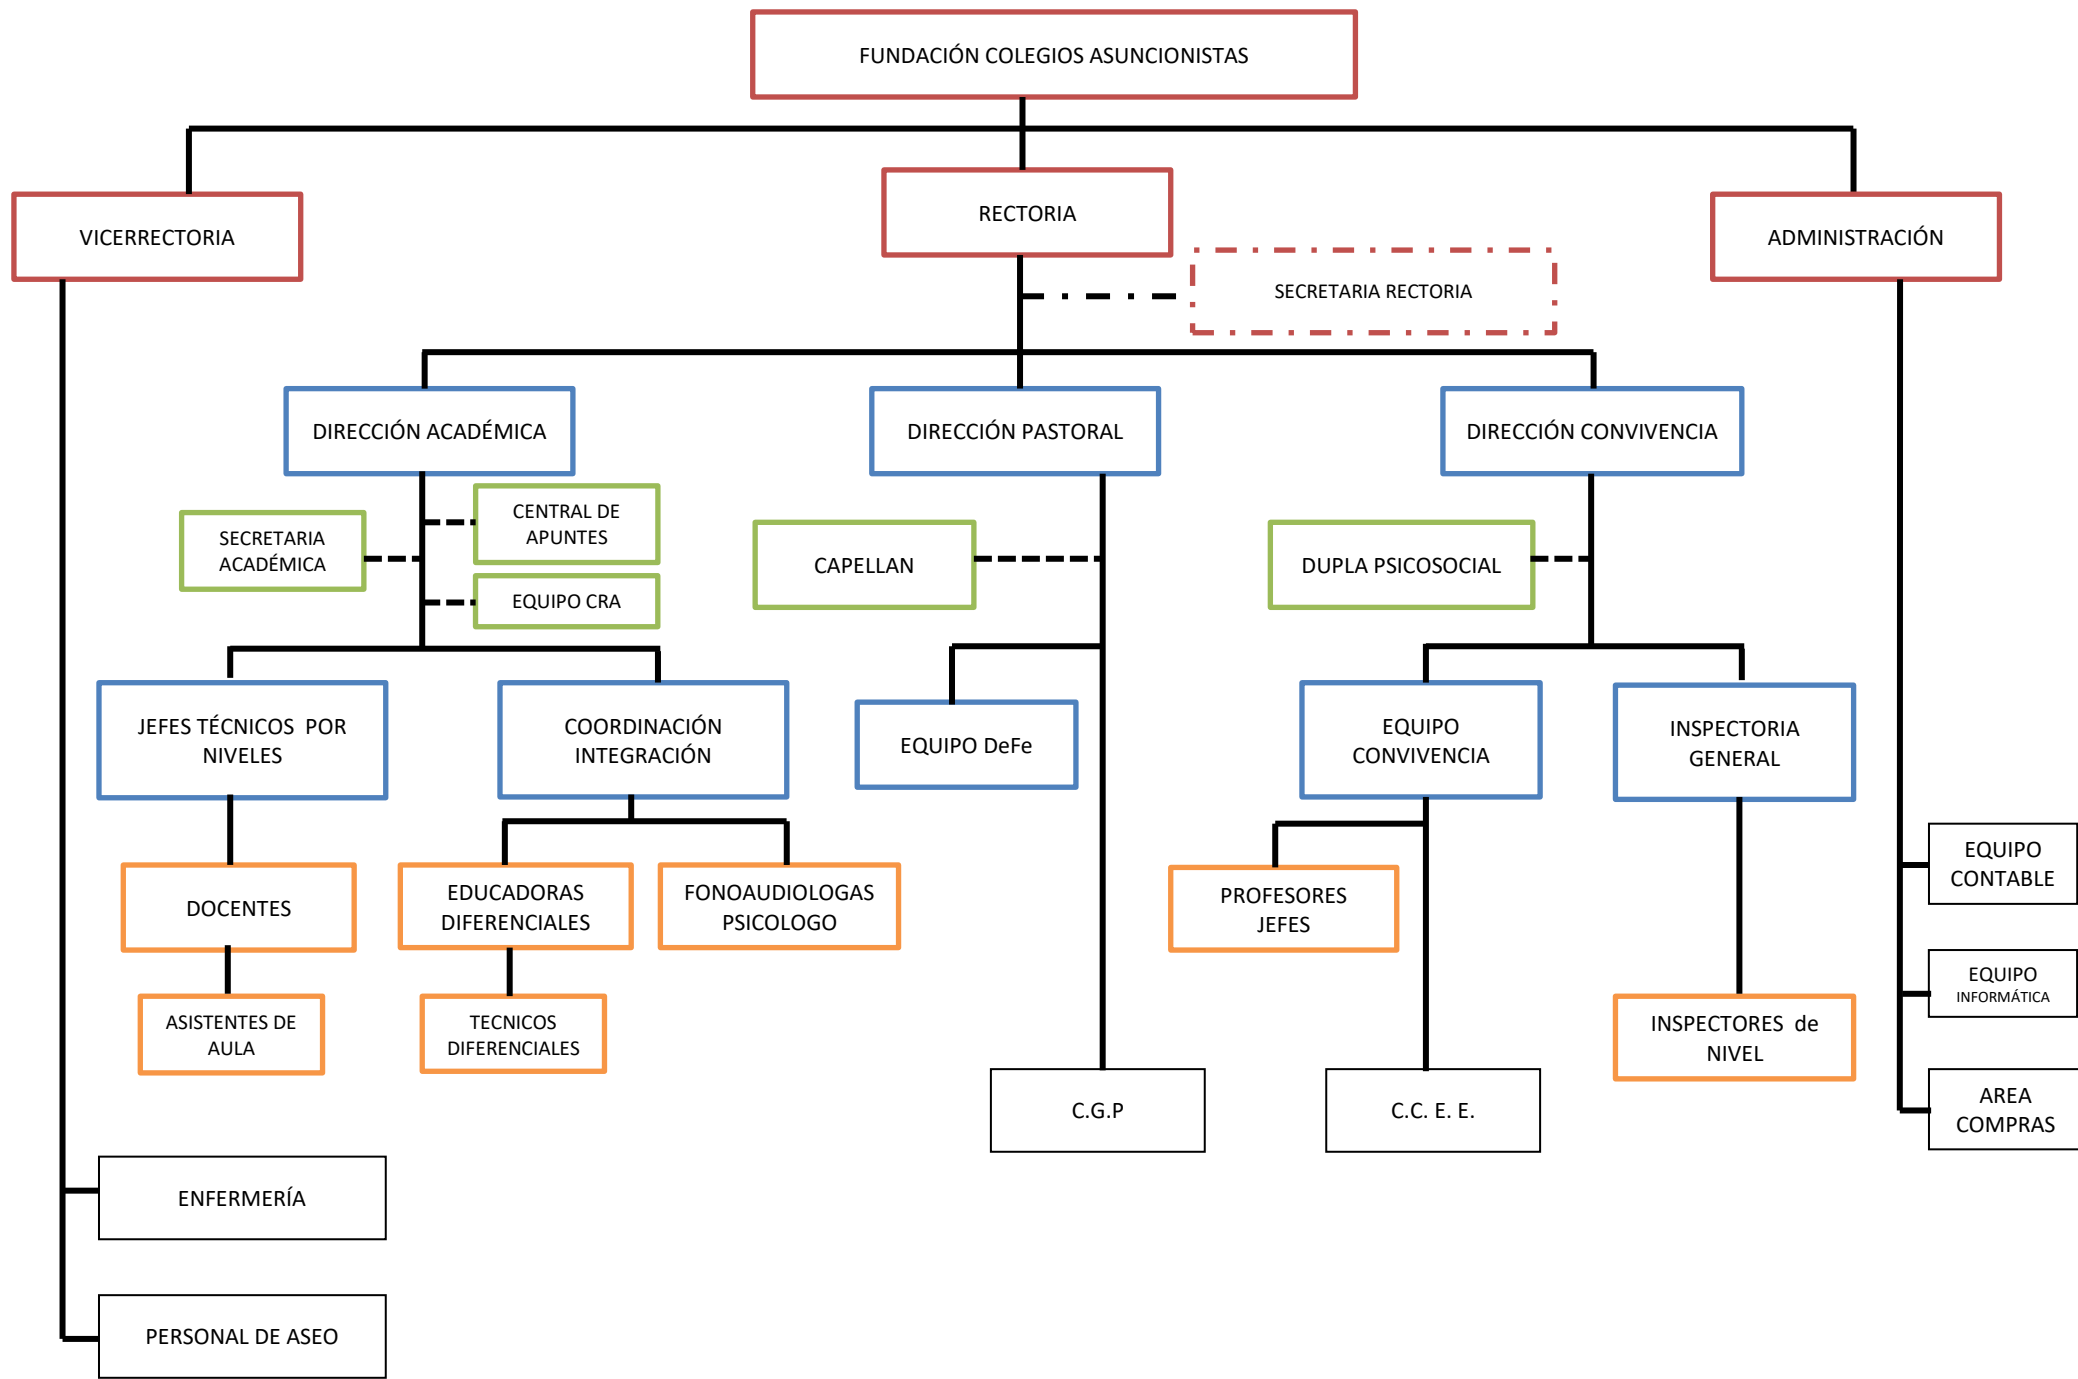 FUNDACIÓN COLEGIOS ASUNCIONISTAS
VICERRECTORIA
RECTORIA
ADMINISTRACIÓN
SECRETARIA RECTORIA
DIRECCIÓN ACADÉMICA
DIRECCIÓN PASTORAL
DIRECCIÓN CONVIVENCIA
SECRETARIA
ACADÉMICA
CENTRAL DE
APUNTES
EQUIPO CRA
CAPELLAN
DUPLA PSICOSOCIAL
JEFES TÉCNICOS  POR
NIVELES
COORDINACIÓN
INTEGRACIÓN
EQUIPO DeFe
EQUIPO
CONVIVENCIA
INSPECTORIA
GENERAL
DOCENTES
EDUCADORAS
DIFERENCIALES
FONOAUDIOLOGAS
PSICOLOGO
PROFESORES
JEFES
EQUIPO
CONTABLE
ASISTENTES DE
AULA
TECNICOS
DIFERENCIALES
INSPECTORES  de
NIVEL
EQUIPO
INFORMÁTICA
C.G.P
C.C. E. E.
AREA
COMPRAS
ENFERMERÍA
PERSONAL DE ASEO